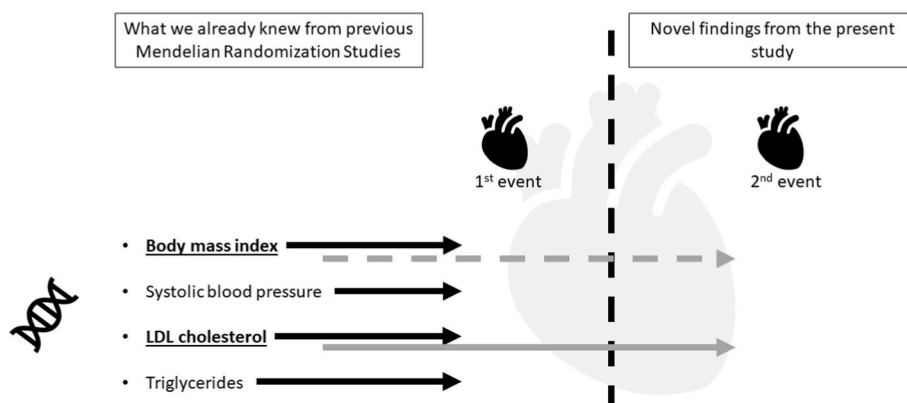 What we already knew from previous
Mendelian Randomization Studies
Novel findings from the present
study
1st event
2nd event
• Body mass index
• Systolic blood pressure
• LDL cholesterol
• Triglycerides